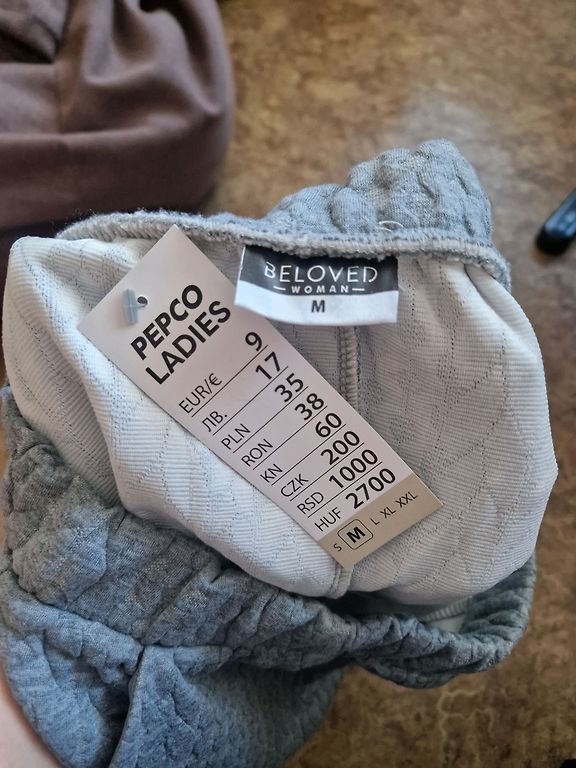 BELOVED
WOMAN
M
PEPCO
LADIES
EUR/€ 9
ЛВ. 17
PLN 35
RON 38
KN 60
CZK 200
RSD 1000
HUF 2700
S M L XL XXL